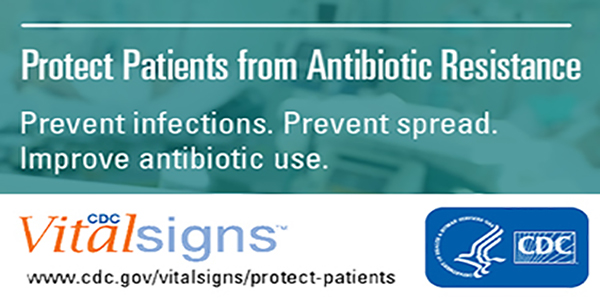 Protect Patients from Antibiotic Resistance
Prevent infections. Prevent spread.
Improve antibiotic use.
CDC
Vitalsigns™
www.cdc.gov/vitalsigns/protect-patients
CDC